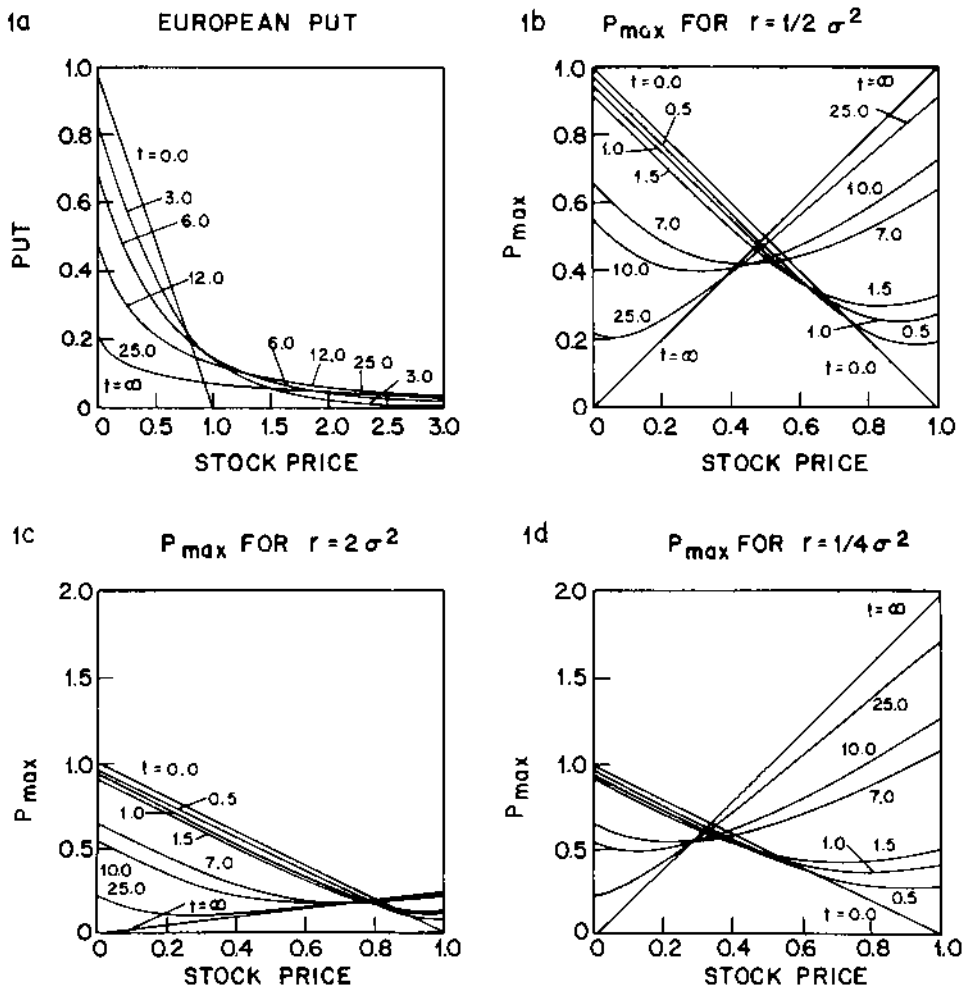 1a EUROPEAN PUT
1.0
0.8
0.6
0.4
0.2
0
PUT
t=0.0
3.0
6.0
12.0
25.0
t=∞
6.0
12.0
25.0
3.0
0 0.5 1.0 1.5 2.0 2.5 3.0
STOCK PRICE
1b Pmax FOR r = 1/2 σ²
1.0
0.8
0.6
0.4
0.2
0
Pmax
t=0.0
0.5
1.0
1.5
7.0
10.0
25.0
t=∞
t=∞
25.0
10.0
7.0
1.5
1.0
0.5
t=0.0
0 0.2 0.4 0.6 0.8 1.0
STOCK PRICE
1c Pmax FOR r = 2σ²
2.0
1.5
1.0
0.5
0
Pmax
t=0.0
0.5
1.0
1.5
7.0
10.0
25.0
t=∞
0 0.2 0.4 0.6 0.8 1.0
STOCK PRICE
1d Pmax FOR r = 1/4σ²
2.0
1.5
1.0
0.5
0
Pmax
t=∞
25.0
10.0
7.0
1.0
1.5
0.5
t=0.0
0 0.2 0.4 0.6 0.8 1.0
STOCK PRICE